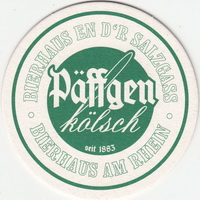 BIERHAUS EN D'R SALZGASS
Päffgen
kölsch
seit 1883
· BIERHAUS AM RHEIN ·